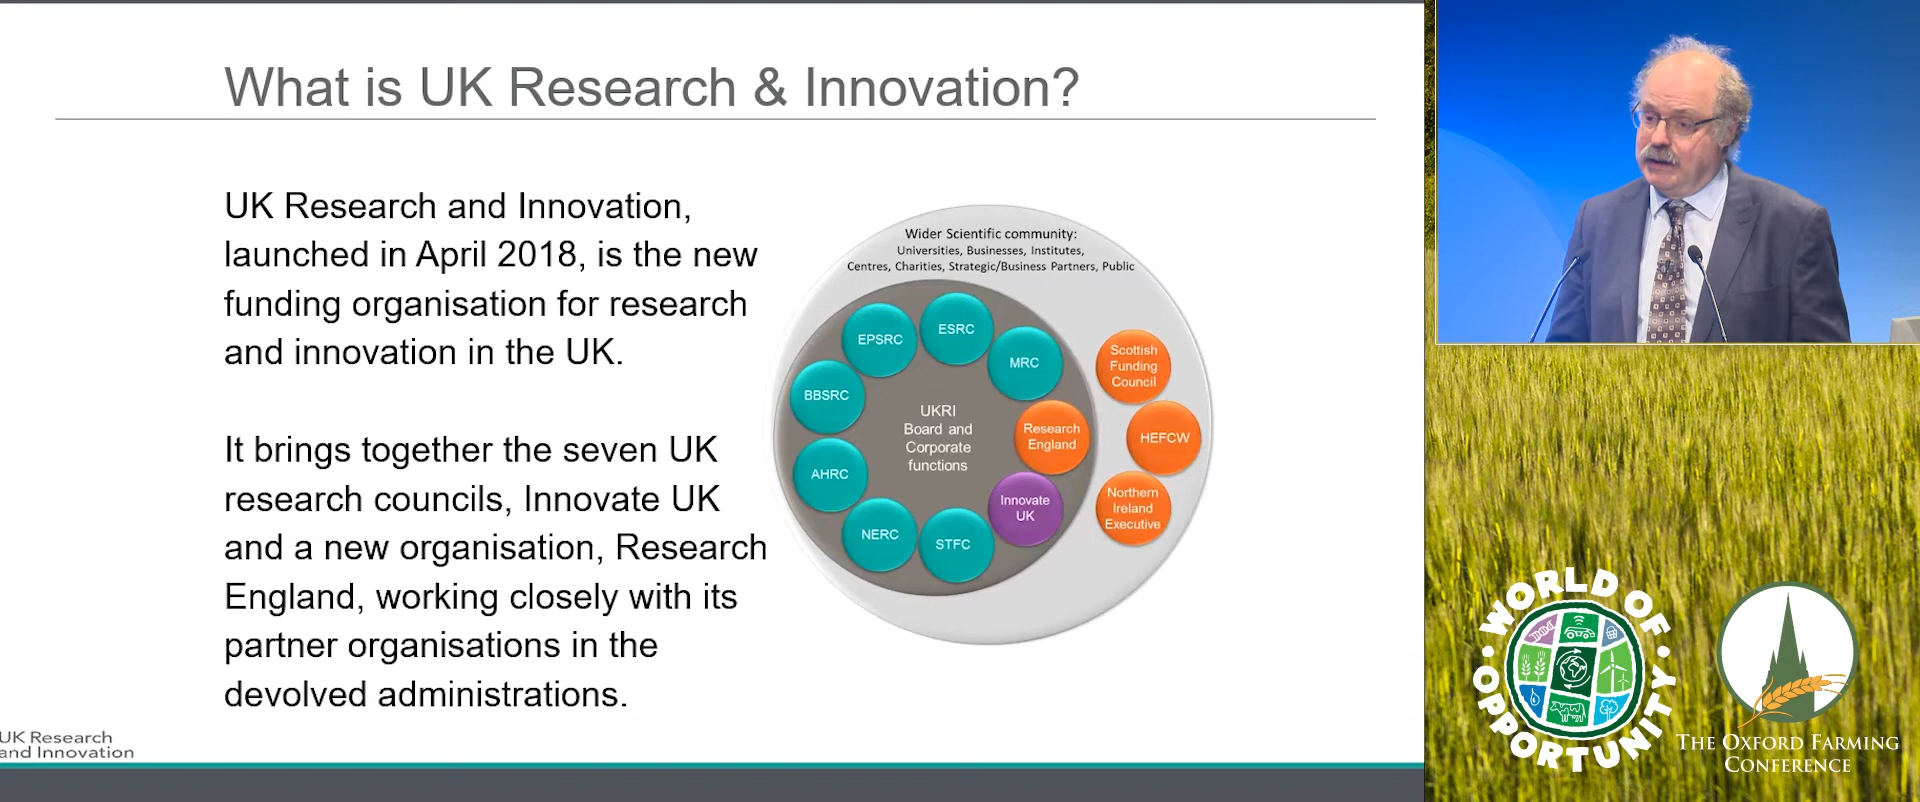 What is UK Research & Innovation?
UK Research and Innovation,
launched in April 2018, is the new
funding organisation for research
and innovation in the UK.
It brings together the seven UK
research councils, Innovate UK
and a new organisation, Research
England, working closely with its
partner organisations in the
devolved administrations.
Wider Scientific community:
Universities, Businesses, Institutes,
Centres, Charities, Strategic/Business Partners, Public
EPSRC
ESRC
MRC
BBSRC
AHRC
NERC
STFC
UKRI
Board and
Corporate
functions
Research
England
Innovate
UK
Scottish
Funding
Council
HEFCW
Northern
Ireland
Executive
UK Research
and Innovation
WORLD OF
OPPORTUNITY
THE OXFORD FARMING
CONFERENCE